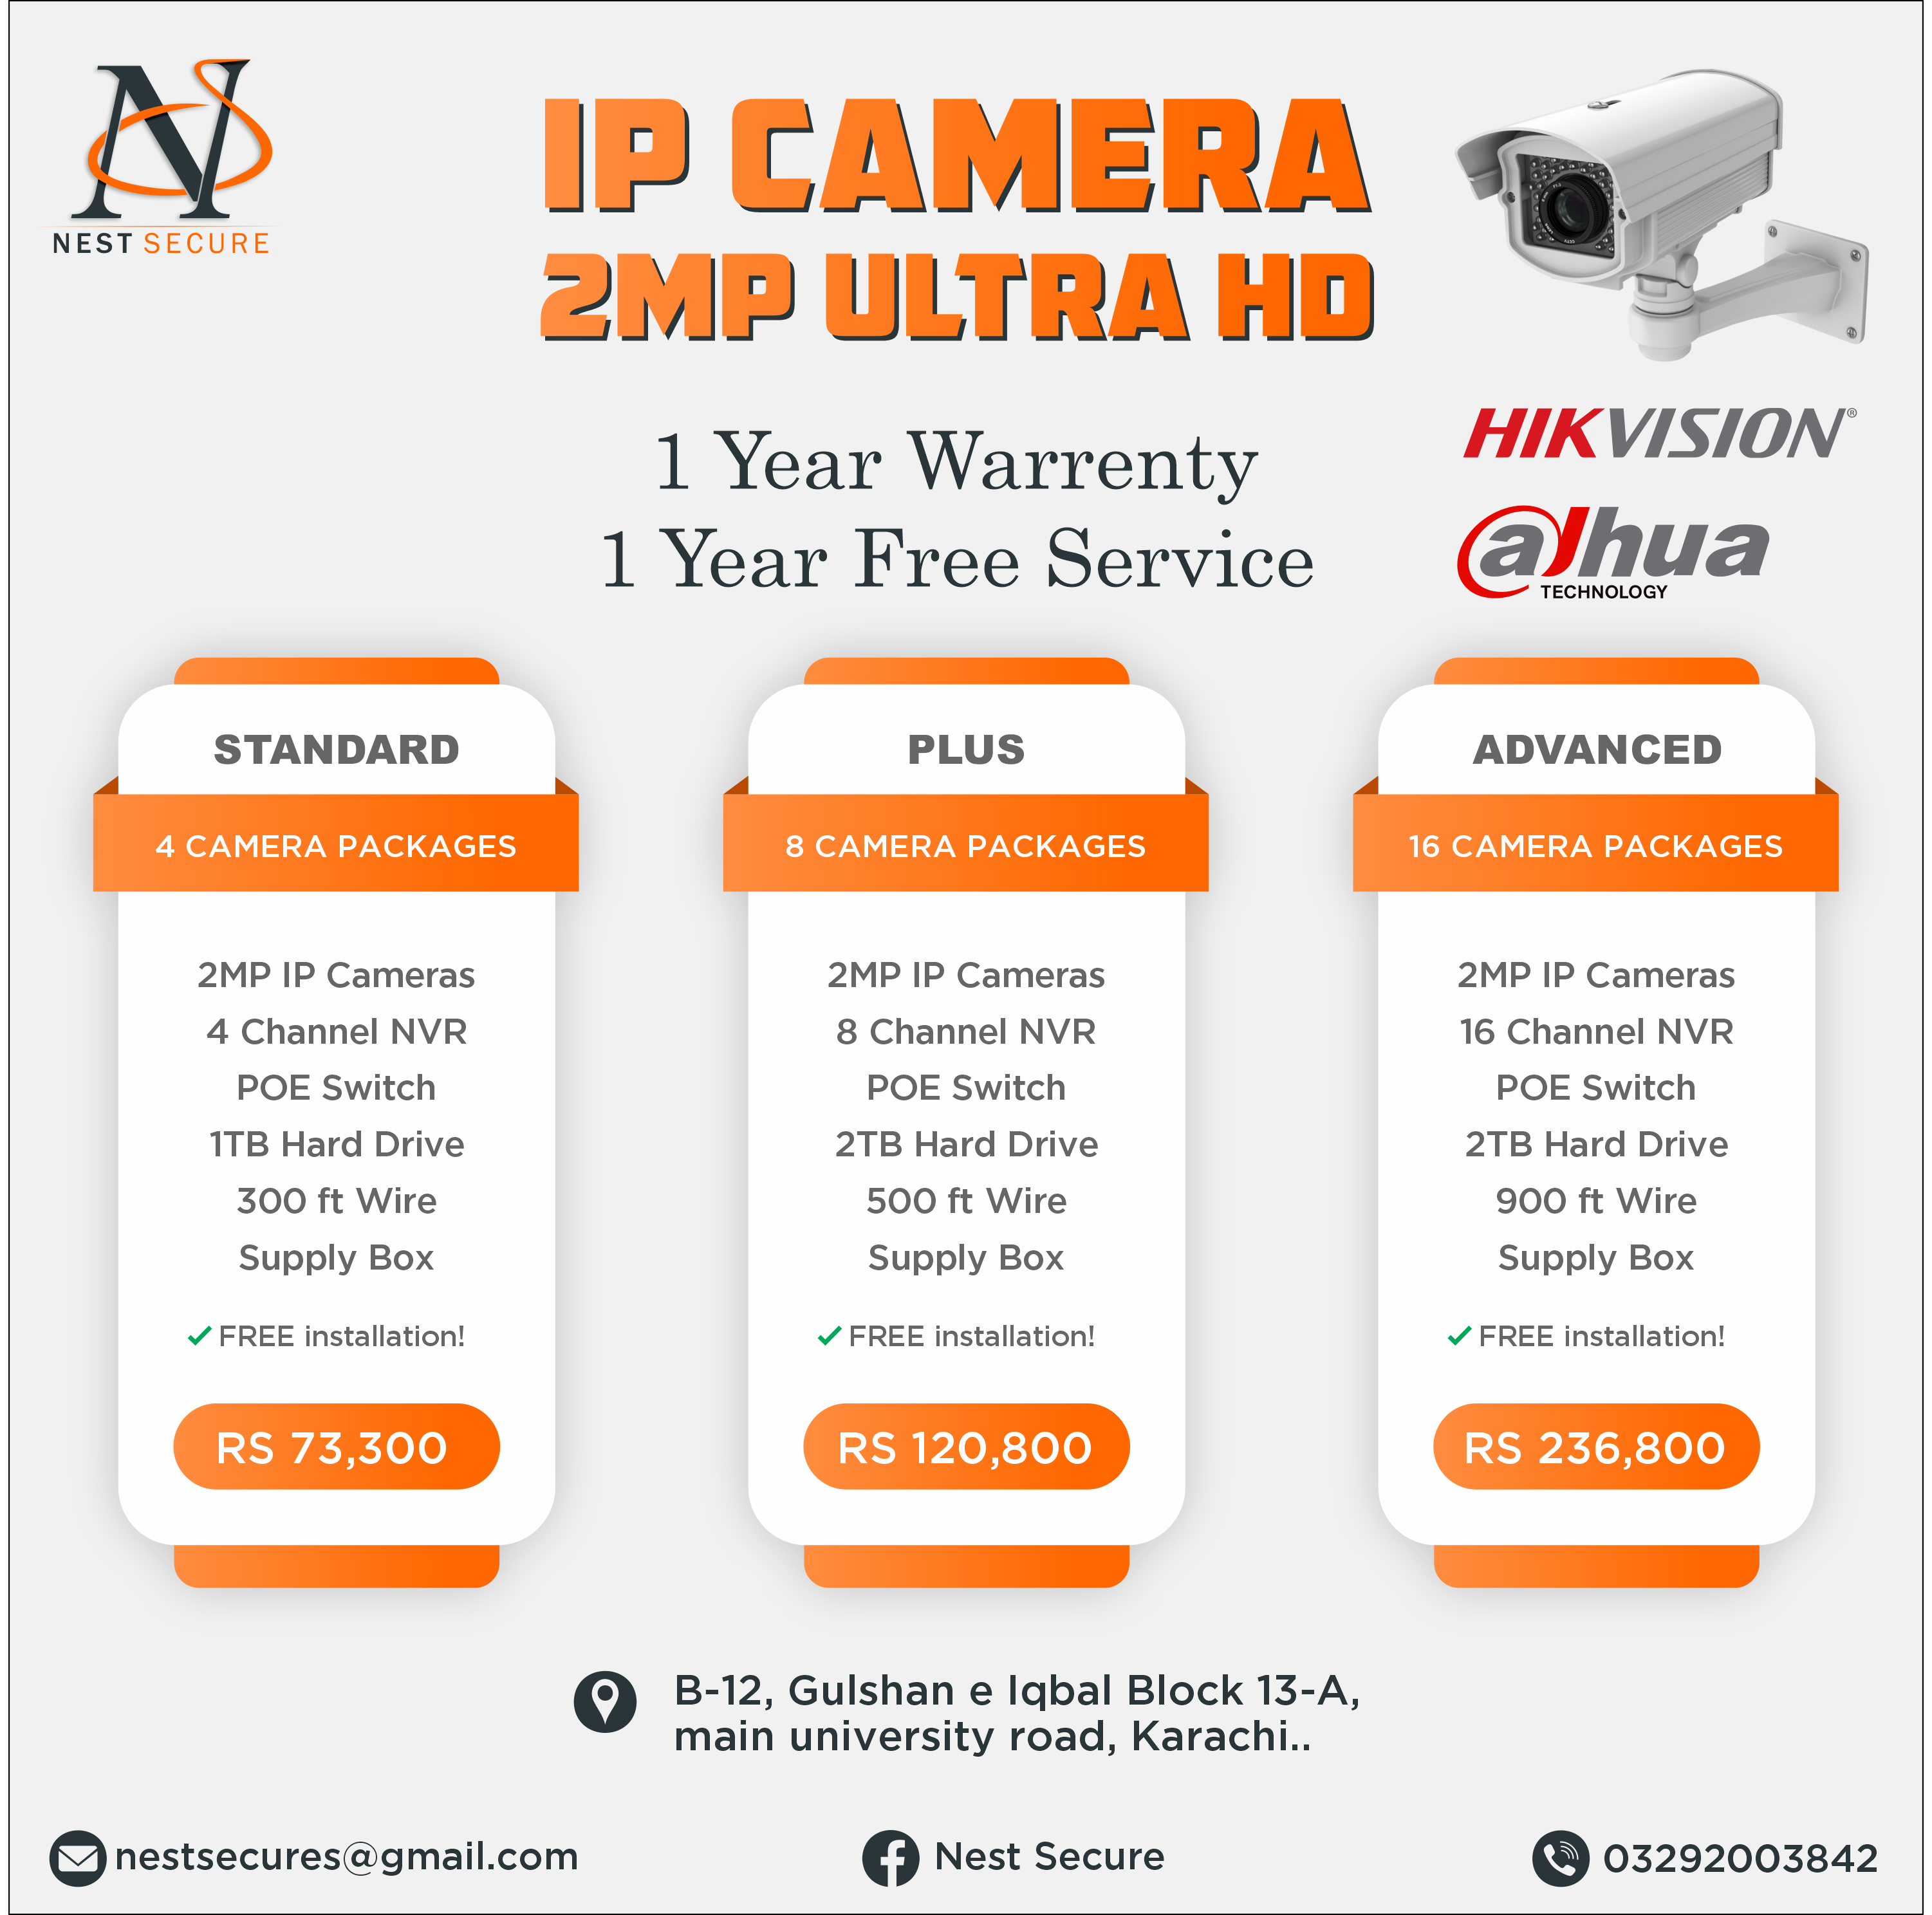 NEST SECURE
IP CAMERA
2MP ULTRA HD
1 Year Warrenty
1 Year Free Service
HIKVISION®
alhua
TECHNOLOGY
STANDARD
4 CAMERA PACKAGES
2MP IP Cameras
4 Channel NVR
POE Switch
1TB Hard Drive
300 ft Wire
Supply Box
FREE installation!
RS 73,300
PLUS
8 CAMERA PACKAGES
2MP IP Cameras
8 Channel NVR
POE Switch
2TB Hard Drive
500 ft Wire
Supply Box
FREE installation!
RS 120,800
ADVANCED
16 CAMERA PACKAGES
2MP IP Cameras
16 Channel NVR
POE Switch
2TB Hard Drive
900 ft Wire
Supply Box
FREE installation!
RS 236,800
B-12, Gulshan e Iqbal Block 13-A,
main university road, Karachi..
nestsecures@gmail.com
Nest Secure
03292003842